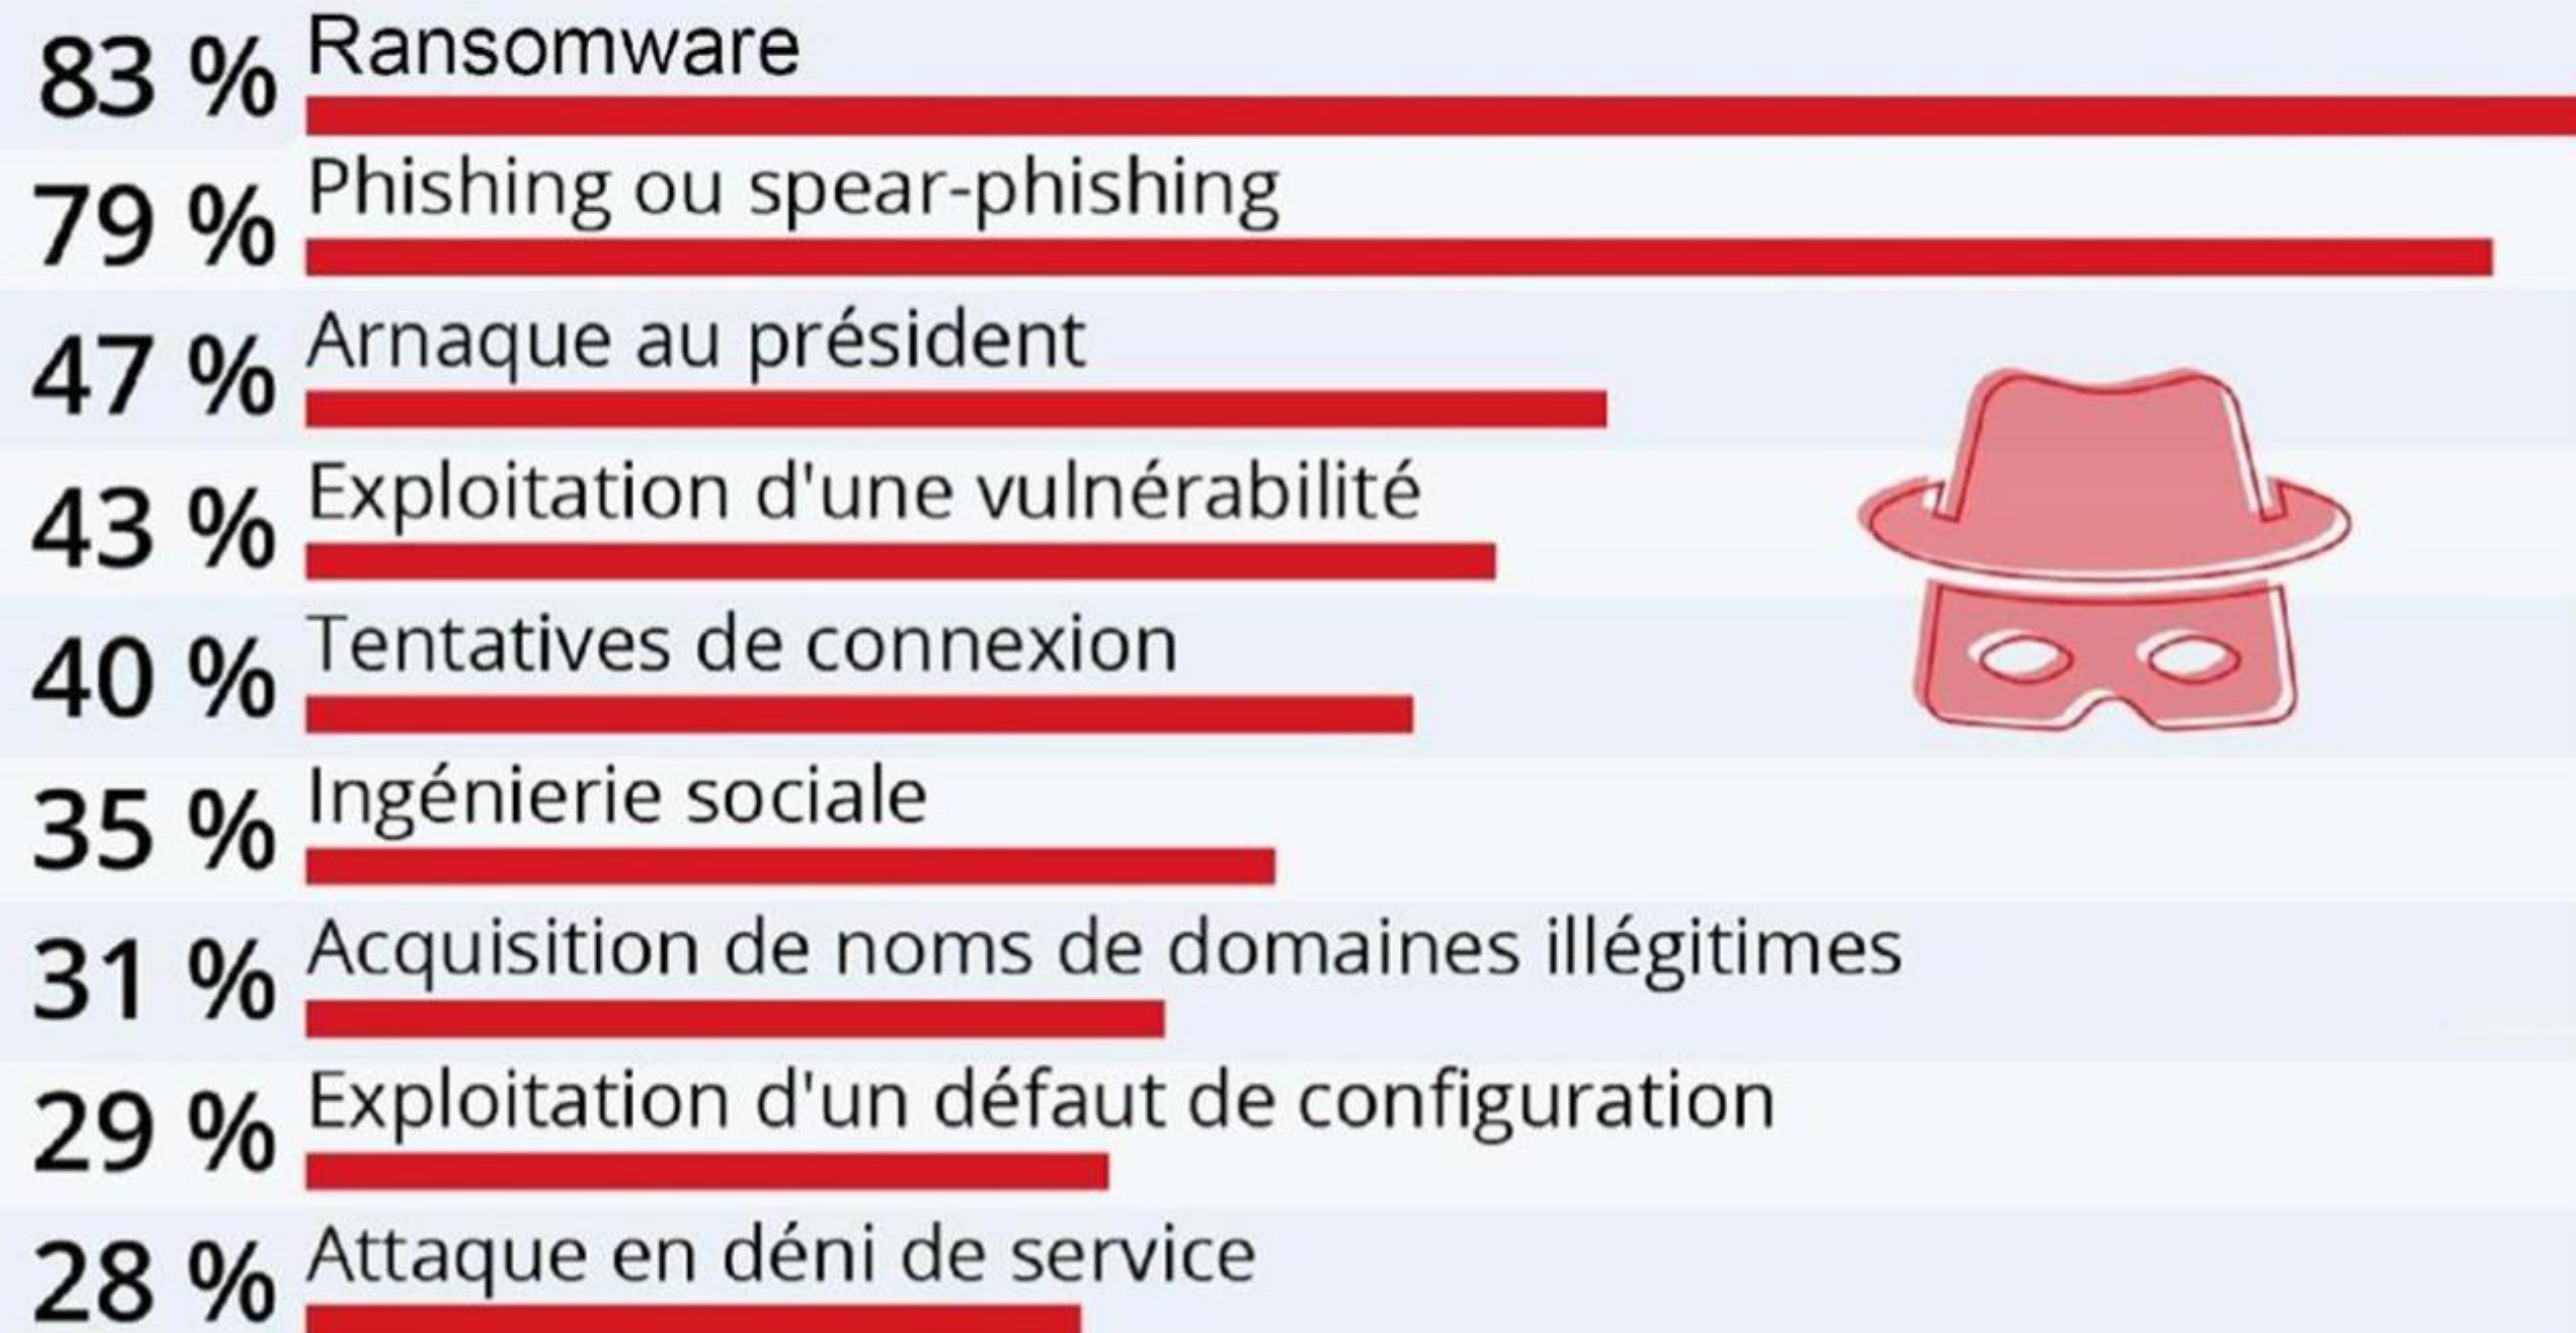 83 % Ransomware
79 % Phishing ou spear-phishing
47 % Arnaque au président
43 % Exploitation d'une vulnérabilité
40 % Tentatives de connexion
35 % Ingénierie sociale
31 % Acquisition de noms de domaines illégitimes
29 % Exploitation d'un défaut de configuration
28 % Attaque en déni de service